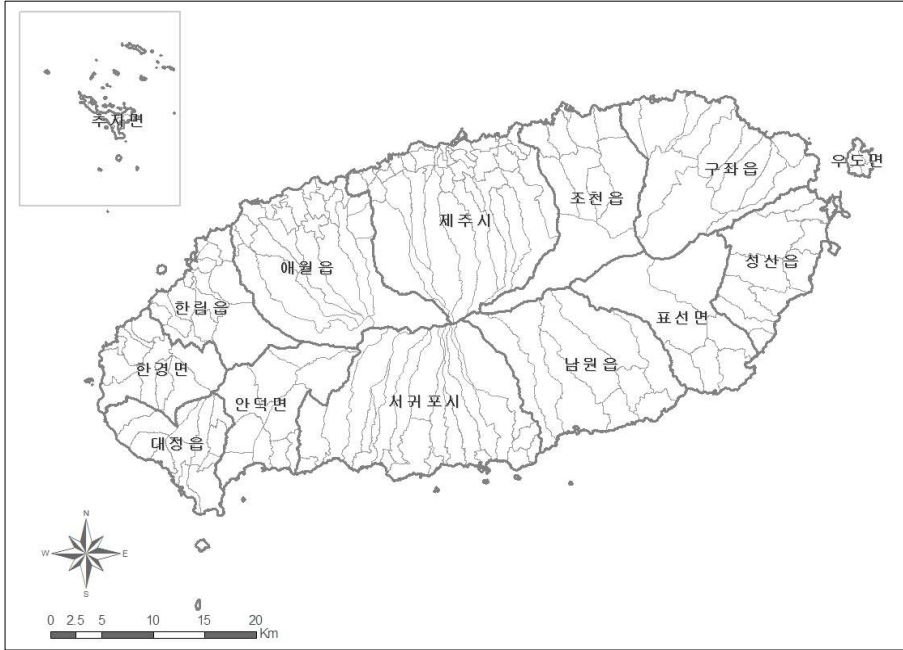 추자면
구좌읍
우도면
조천읍
제주시
성산읍
애월읍
한림읍
표선면
남원읍
한경면
안덕면
서귀포시
대정읍
N
W E
S
0 2.5 5 10 15 20
Km